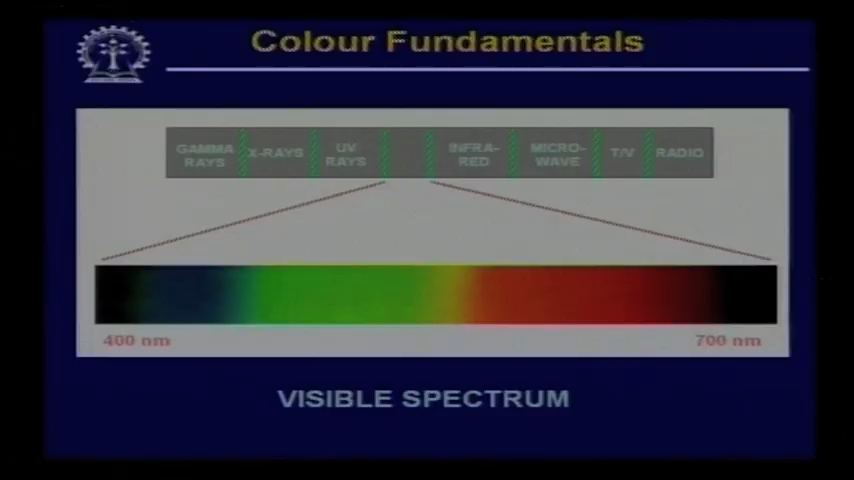 Colour Fundamentals
GAMMA RAYS
X-RAYS
UV RAYS
INFRA-RED
MICRO-WAVE
T/V
RADIO
400 nm
700 nm
VISIBLE SPECTRUM